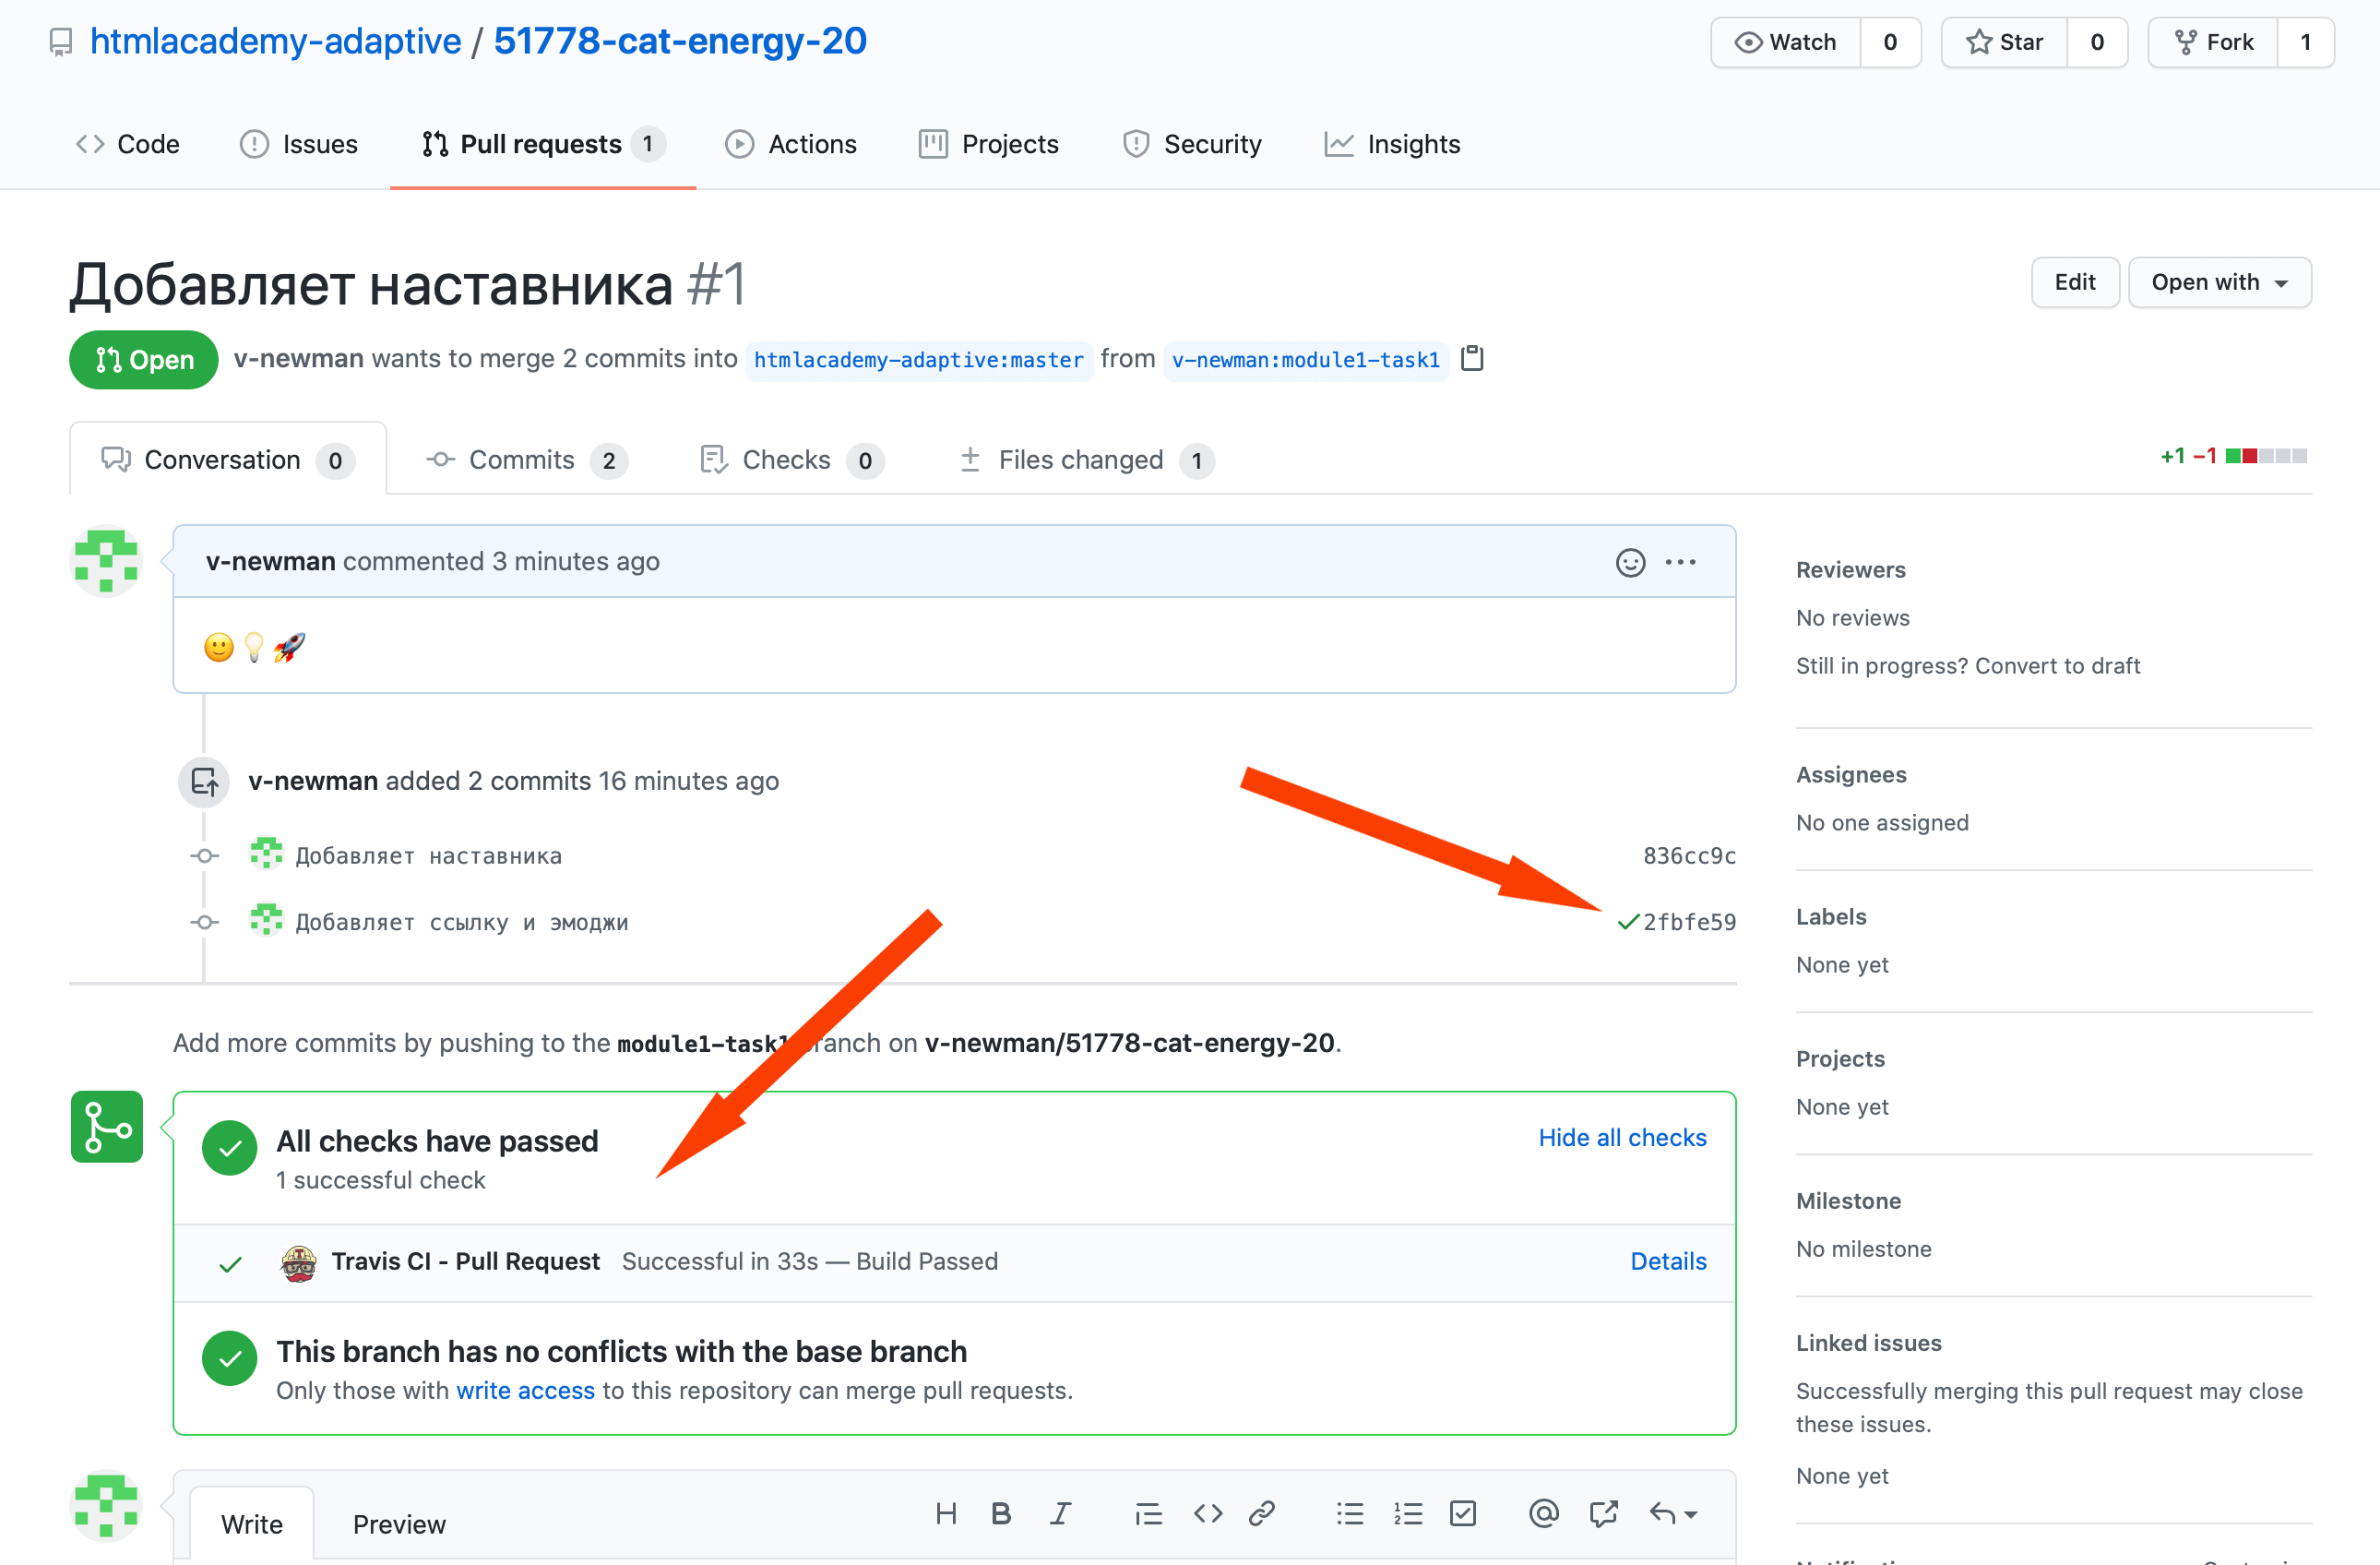 htmlacademy-adaptive / 51778-cat-energy-20
Watch 0
Star 0
Fork 1
Code
Issues
Pull requests 1
Actions
Projects
Security
Insights
Добавляет наставника #1
Edit
Open with
Open
v-newman wants to merge 2 commits into htmlacademy-adaptive:master from v-newman:module1-task1
Conversation 0
Commits 2
Checks 0
Files changed 1
+1 −1
v-newman commented 3 minutes ago
🙂💡🚀
v-newman added 2 commits 16 minutes ago
Добавляет наставника 836cc9c
Добавляет ссылку и эмоджи 2fbfe59
Add more commits by pushing to the module1-task1 branch on v-newman/51778-cat-energy-20.
All checks have passed
1 successful check
Hide all checks
Travis CI - Pull Request Successful in 33s — Build Passed Details
This branch has no conflicts with the base branch
Only those with write access to this repository can merge pull requests.
Write
Preview
Reviewers
No reviews
Still in progress? Convert to draft
Assignees
No one assigned
Labels
None yet
Projects
None yet
Milestone
No milestone
Linked issues
Successfully merging this pull request may close
these issues.
None yet